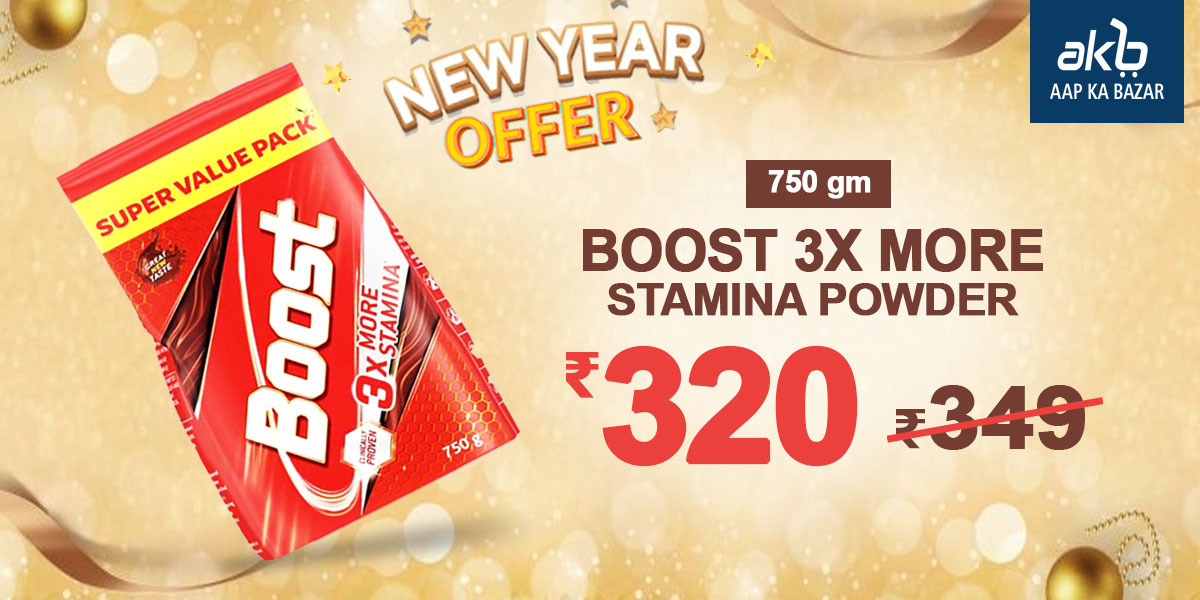 NEW YEAR
OFFER
akb
AAP KA BAZAR
SUPER VALUE PACK
GREAT
NEW
TASTE
Boost
3X MORE
STAMINA
CLINICALLY
PROVEN
750 g
750 gm
BOOST 3X MORE
STAMINA POWDER
₹320 ₹349